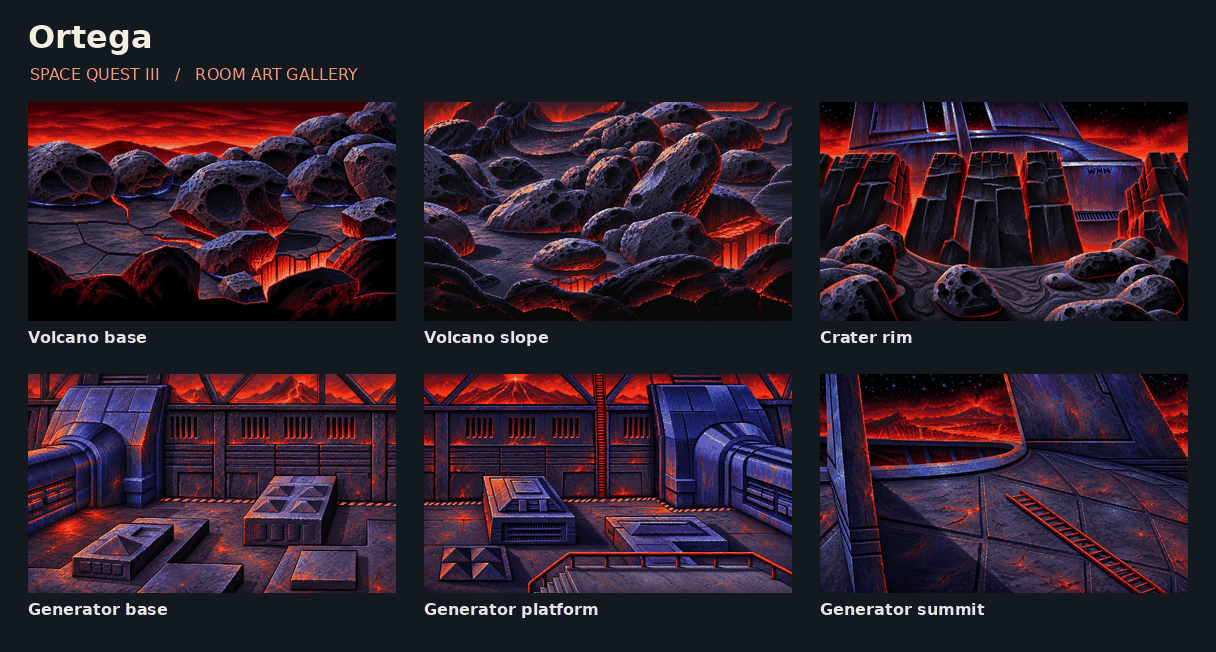 Ortega
SPACE QUEST III / ROOM ART GALLERY
Volcano base
Volcano slope
Crater rim
Generator base
Generator platform
Generator summit